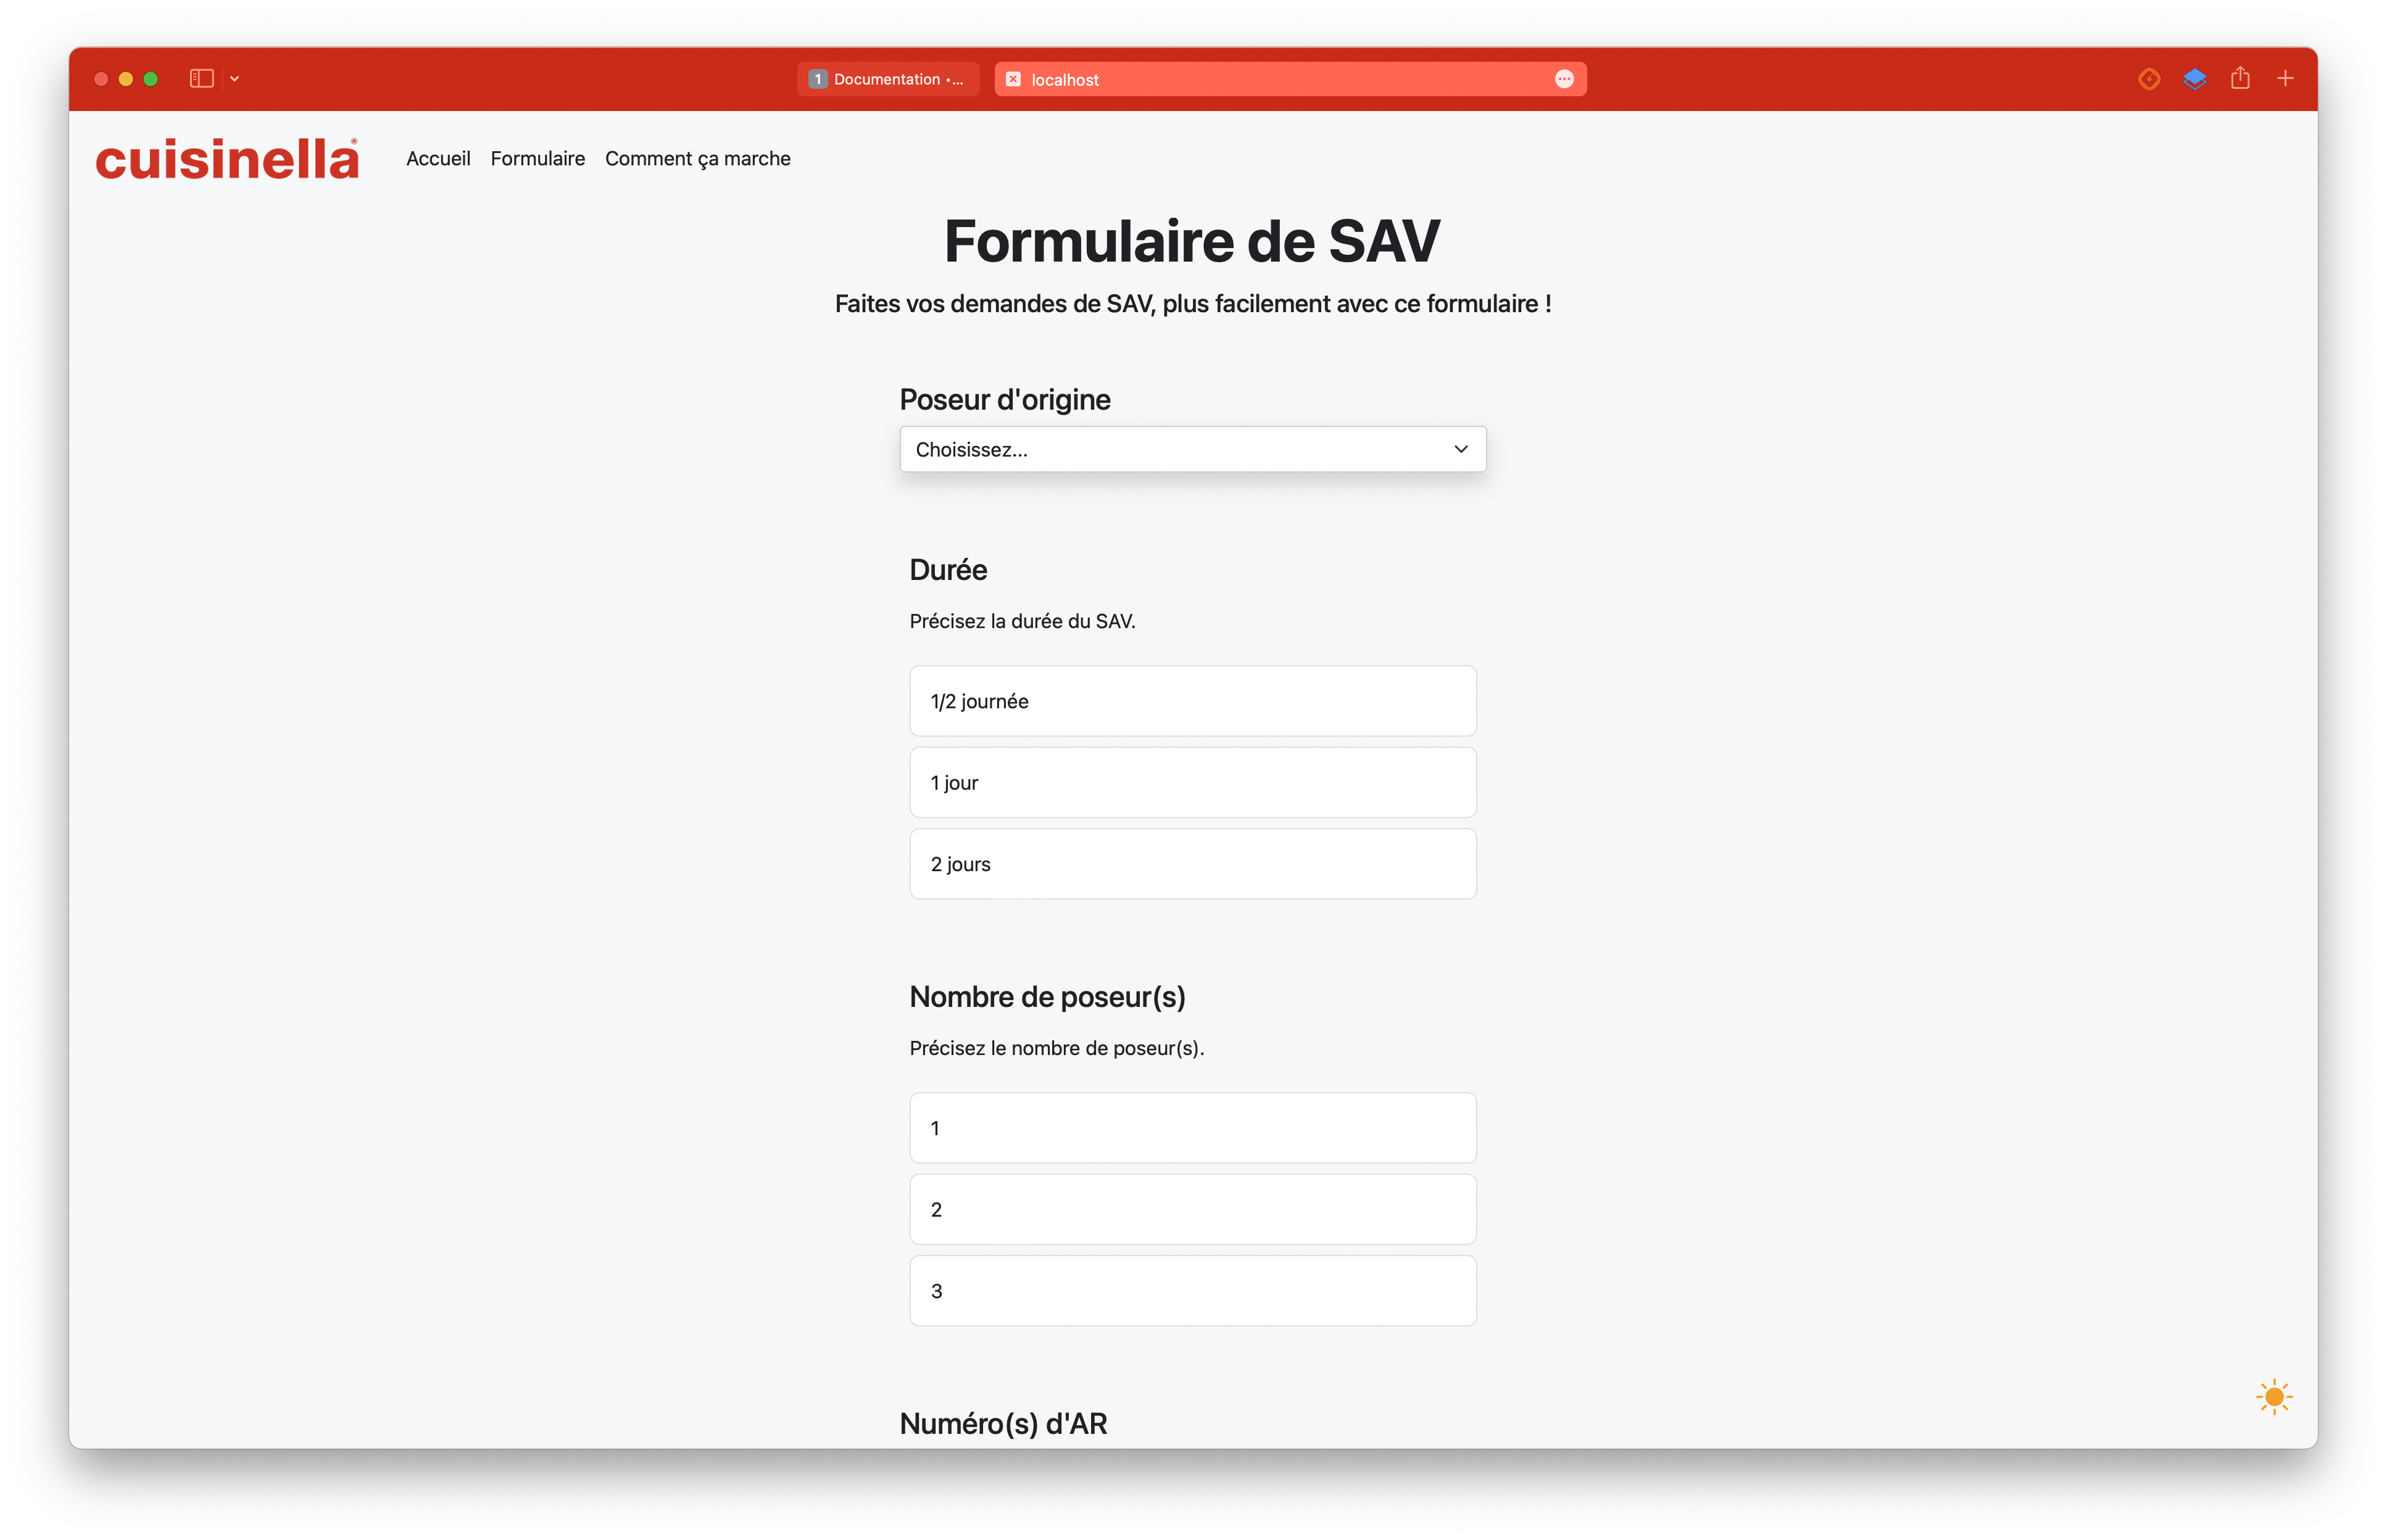 1 Documentation •...
localhost
cuisinella®
Accueil Formulaire Comment ça marche
Formulaire de SAV
Faites vos demandes de SAV, plus facilement avec ce formulaire !
Poseur d'origine
Choisissez...
Durée
Précisez la durée du SAV.
1/2 journée
1 jour
2 jours
Nombre de poseur(s)
Précisez le nombre de poseur(s).
1
2
3
Numéro(s) d'AR